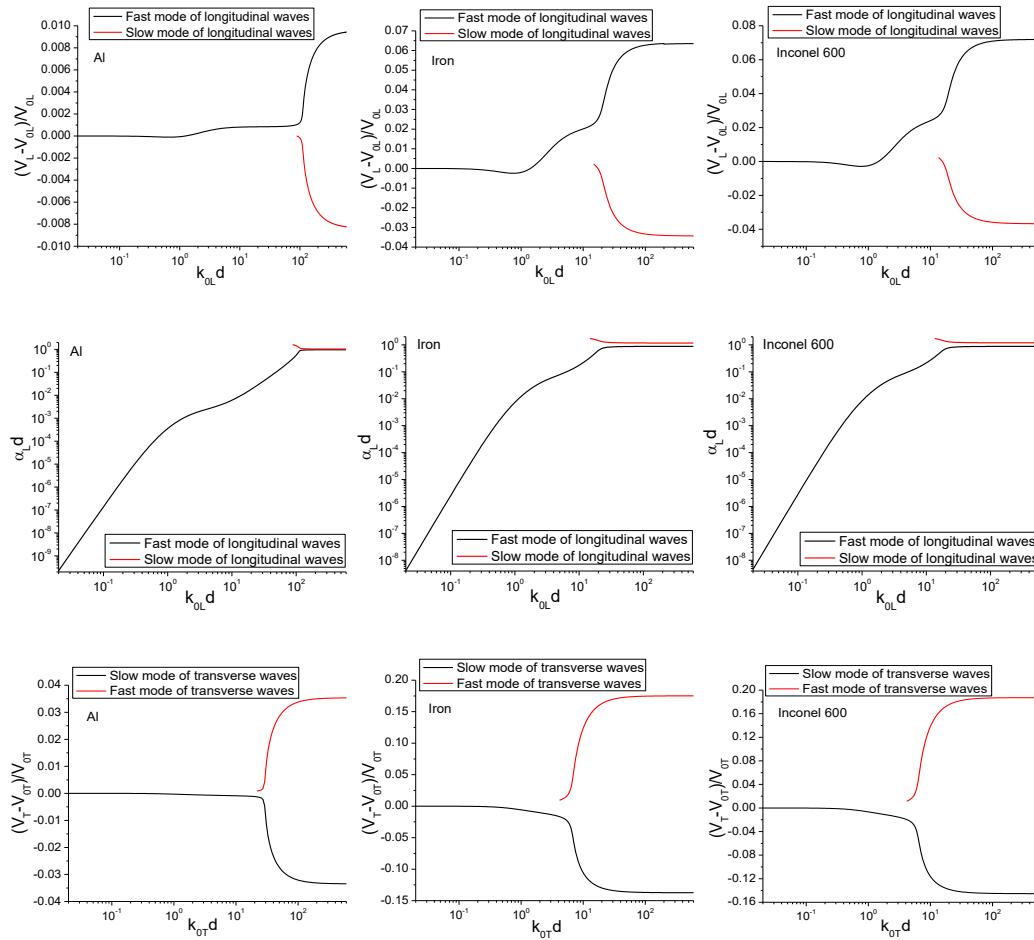 Fast mode of longitudinal waves
Slow mode of longitudinal waves
Al
0.010
0.008
0.006
0.004
0.002
0.000
-0.002
-0.004
-0.006
-0.008
-0.010
(V_L-V_0L)/V_0L
10^-1 10^0 10^1 10^2
k_0L d
Fast mode of longitudinal waves
Slow mode of longitudinal waves
Iron
0.07
0.06
0.05
0.04
0.03
0.02
0.01
0.00
-0.01
-0.02
-0.03
-0.04
(V_L-V_0L)/V_0L
10^-1 10^0 10^1 10^2
k_0L d
Fast mode of longitudinal waves
Slow mode of longitudinal waves
Inconel 600
0.08
0.06
0.04
0.02
0.00
-0.02
-0.04
(V_L-V_0L)/V_0L
10^-1 10^0 10^1 10^2
k_0L d
Al
10^0
10^-1
10^-2
10^-3
10^-4
10^-5
10^-6
10^-7
10^-8
10^-9
α_L d
Fast mode of longitudinal waves
Slow mode of longitudinal waves
10^-1 10^0 10^1 10^2
k_0L d
Iron
10^0
10^-1
10^-2
10^-3
10^-4
10^-5
10^-6
10^-7
10^-8
α_L d
Fast mode of longitudinal waves
Slow mode of longitudinal waves
10^-1 10^0 10^1 10^2
k_0L d
Inconel 600
10^0
10^-1
10^-2
10^-3
10^-4
10^-5
10^-6
10^-7
10^-8
α_L d
Fast mode of longitudinal waves
Slow mode of longitudinal waves
10^-1 10^0 10^1 10^2
k_0L d
Slow mode of transverse waves
Fast mode of transverse waves
Al
0.04
0.03
0.02
0.01
0.00
-0.01
-0.02
-0.03
-0.04
(V_T-V_0T)/V_0T
10^-1 10^0 10^1 10^2
k_0T d
Slow mode of transverse waves
Fast mode of transverse waves
Iron
0.20
0.15
0.10
0.05
0.00
-0.05
-0.10
-0.15
(V_T-V_0T)/V_0T
10^-1 10^0 10^1 10^2
k_0T d
Slow mode of transverse waves
Fast mode of transverse waves
Inconel 600
0.20
0.16
0.12
0.08
0.04
0.00
-0.04
-0.08
-0.12
-0.16
(V_T-V_0T)/V_0T
10^-1 10^0 10^1 10^2
k_0T d